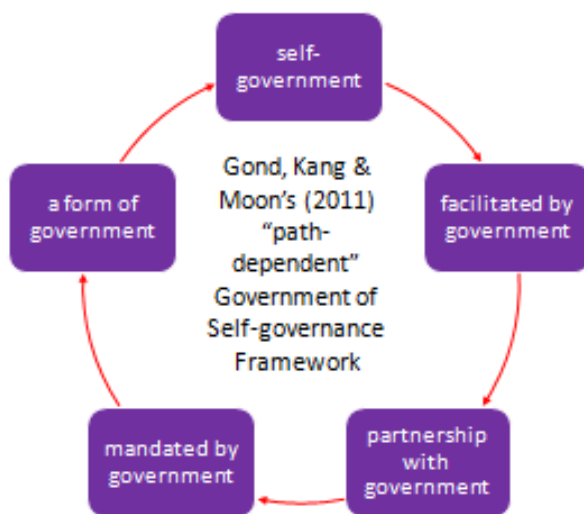 self-
government
Gond, Kang &
Moon's (2011)
"path-
dependent"
Government of
Self-governance
Framework
facilitated by
government
partnership
with
government
mandated by
government
a form of
government